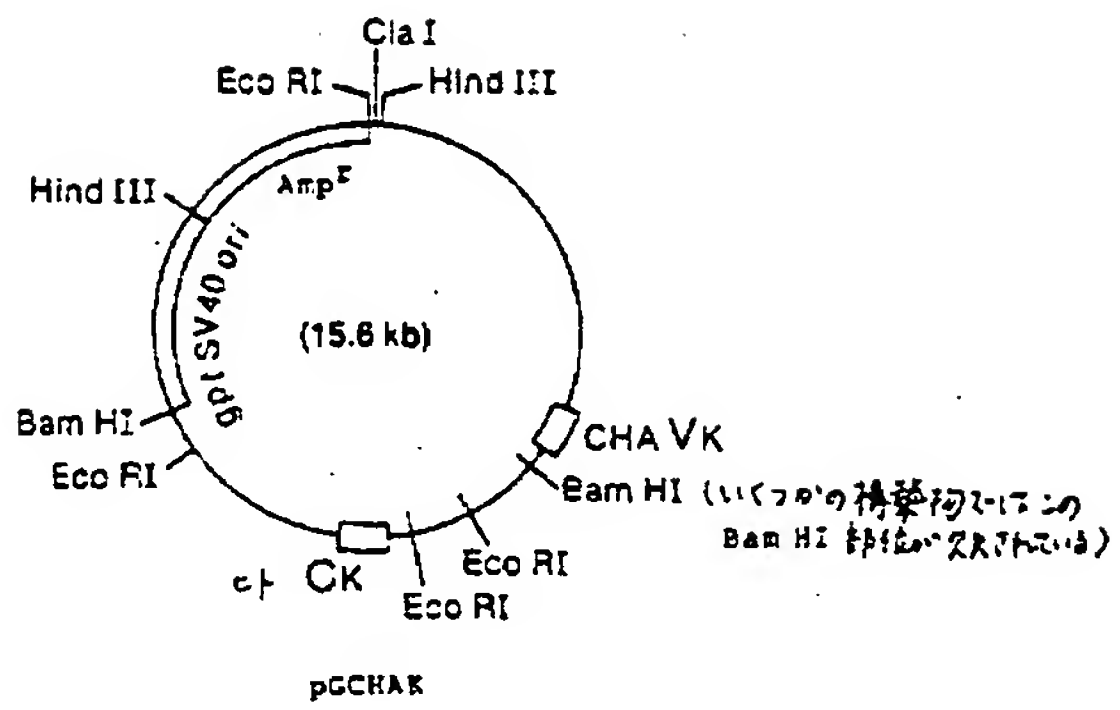 Cla I
Eco RI
Hind III
Hind III
Amp^r
gpt SV40 ori
(15.6 kb)
Bam HI
CHA VK
Eco RI
Bam HI (いくつかの構築物ではこの
Bam HI 部位が欠失されている)
Eco RI
ヒト CK
Eco RI
pGCHAK